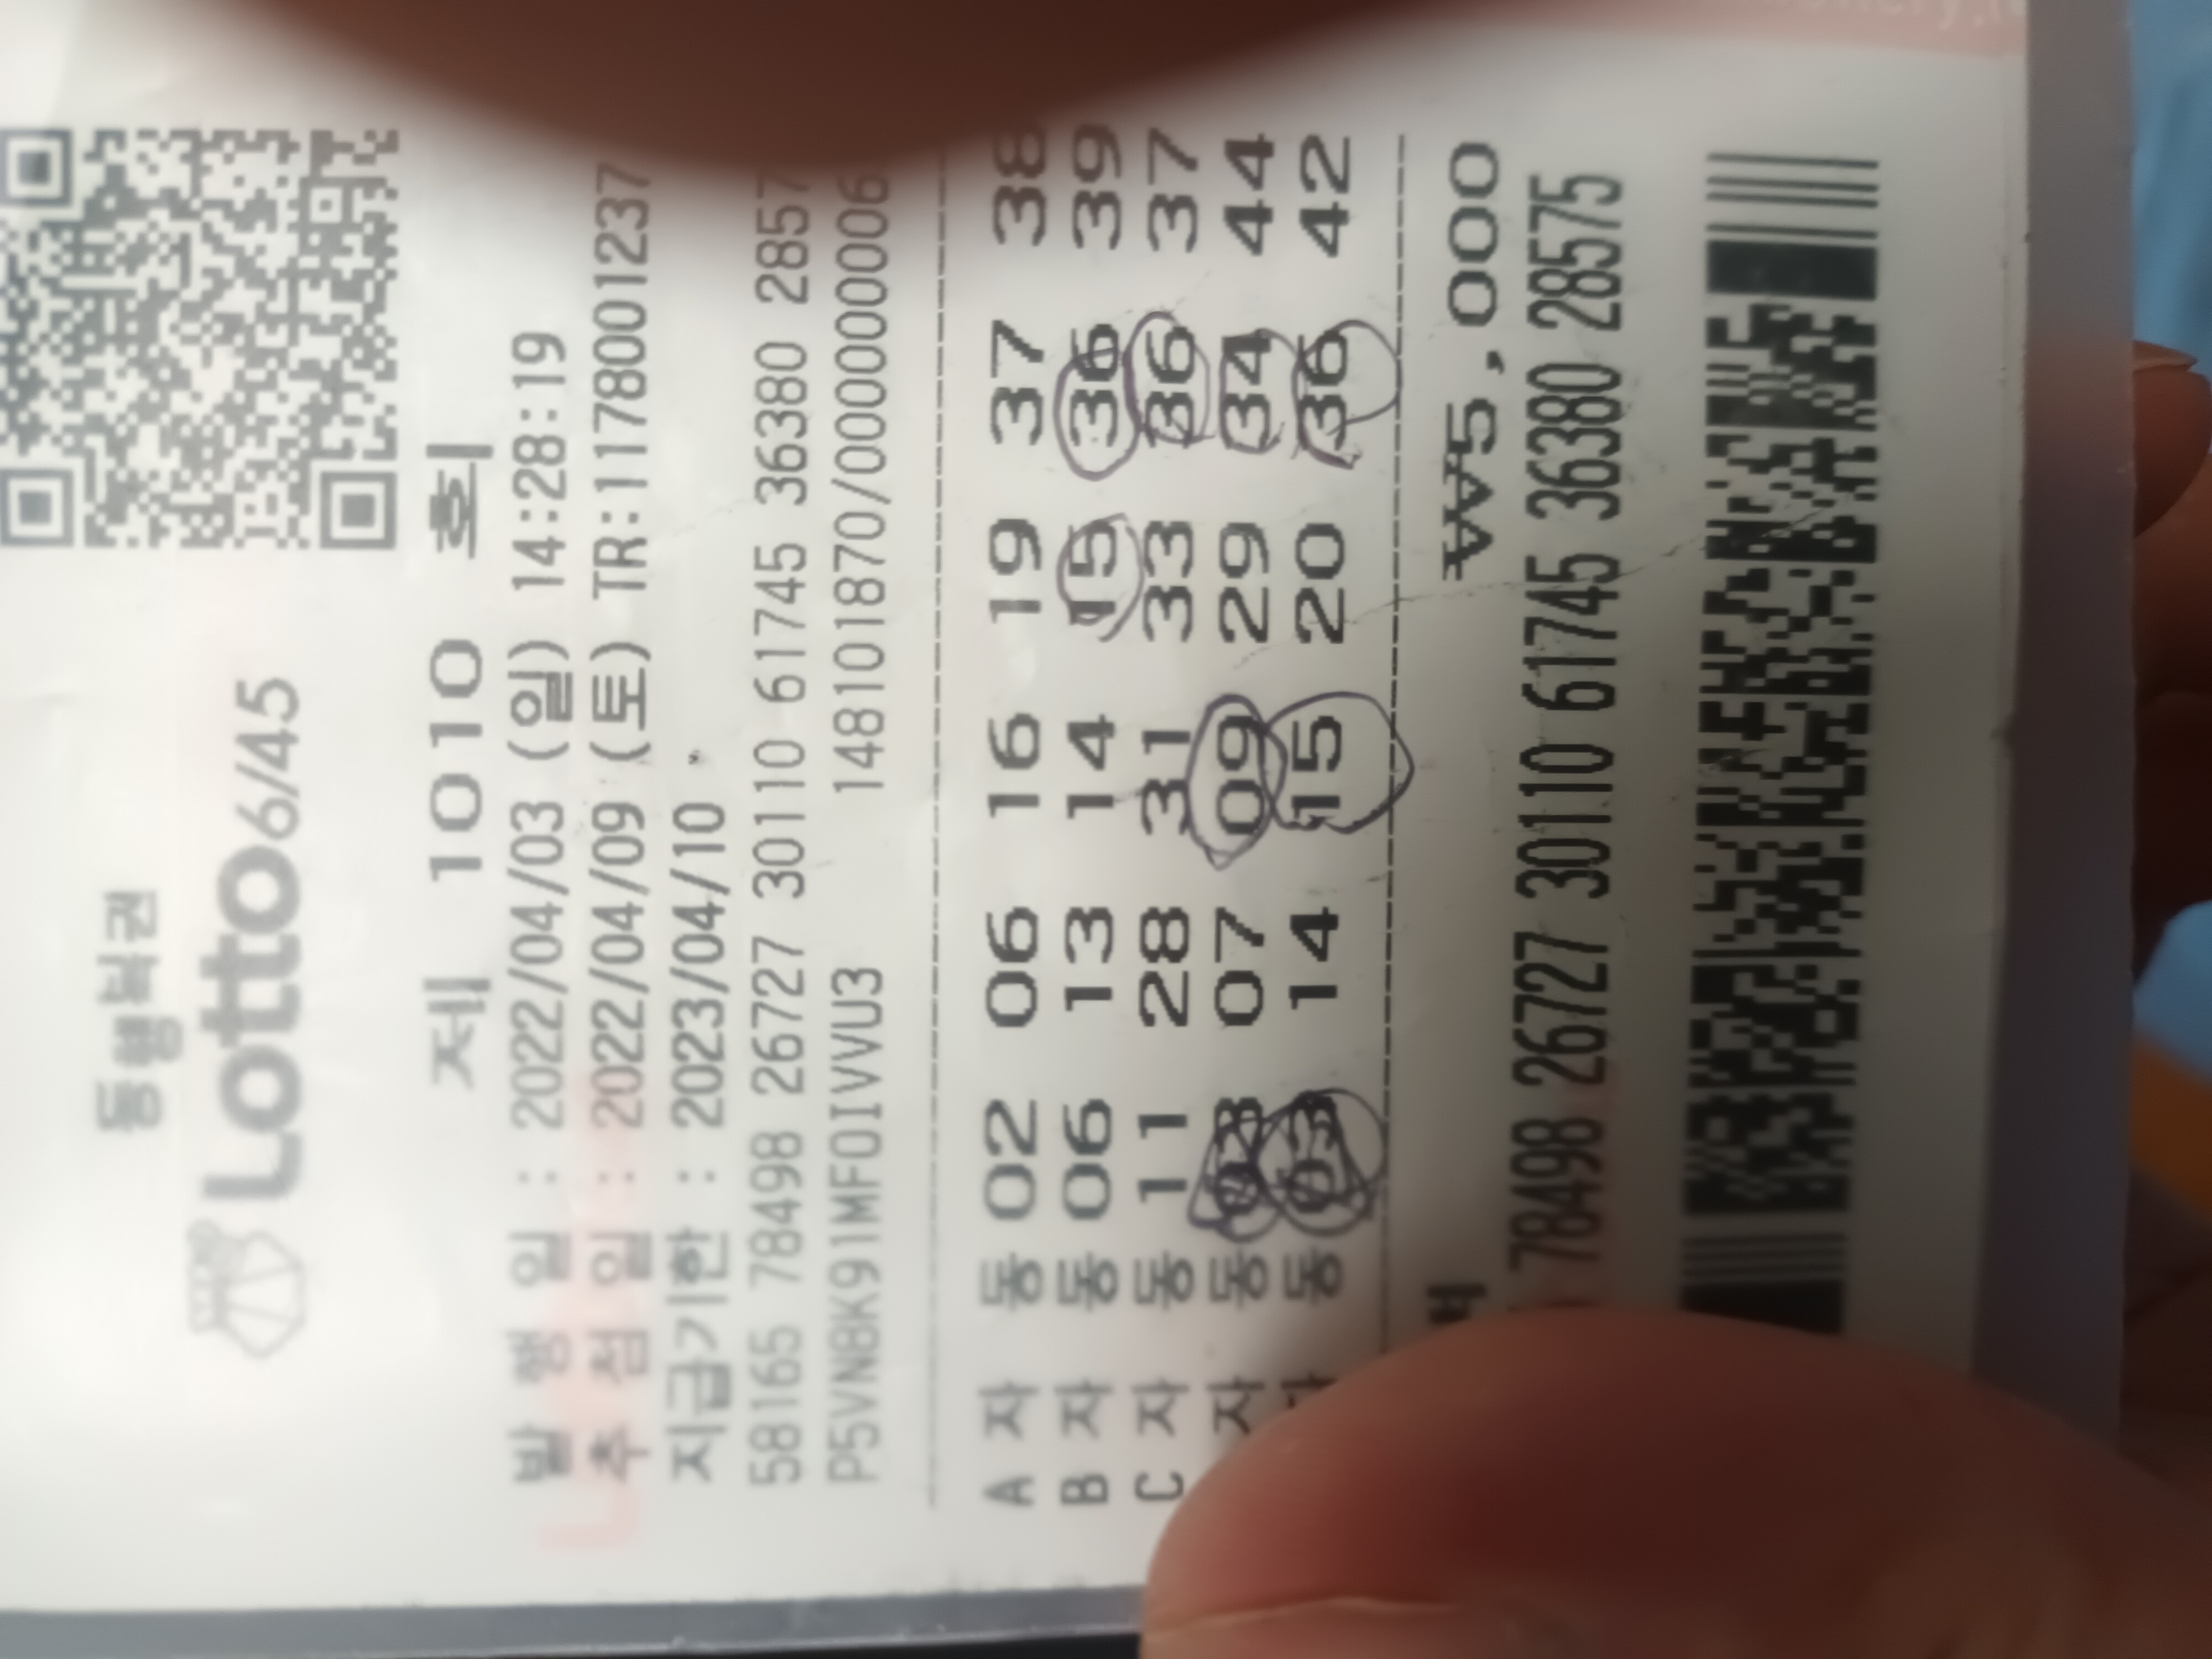 동행복권
Lotto6/45
제 1010 회
발 행 일 : 2022/04/03 (일) 14:28:19
추 첨 일 : 2022/04/09 (토) TR:1178001237
지급기한 : 2023/04/10
58165 78498 26727 30110 61745 36380 2857
P5VN8K91MFOIVVU3 148101870/0000000006
A 자 동 02 06 16 19 37 38
B 자 동 06 13 14 15 36 39
C 자 동 11 28 31 33 36 37
자 동 03 07 09 29 34 44
동 03 14 15 20 36 42
₩5,000
78498 26727 30110 61745 36380 28575